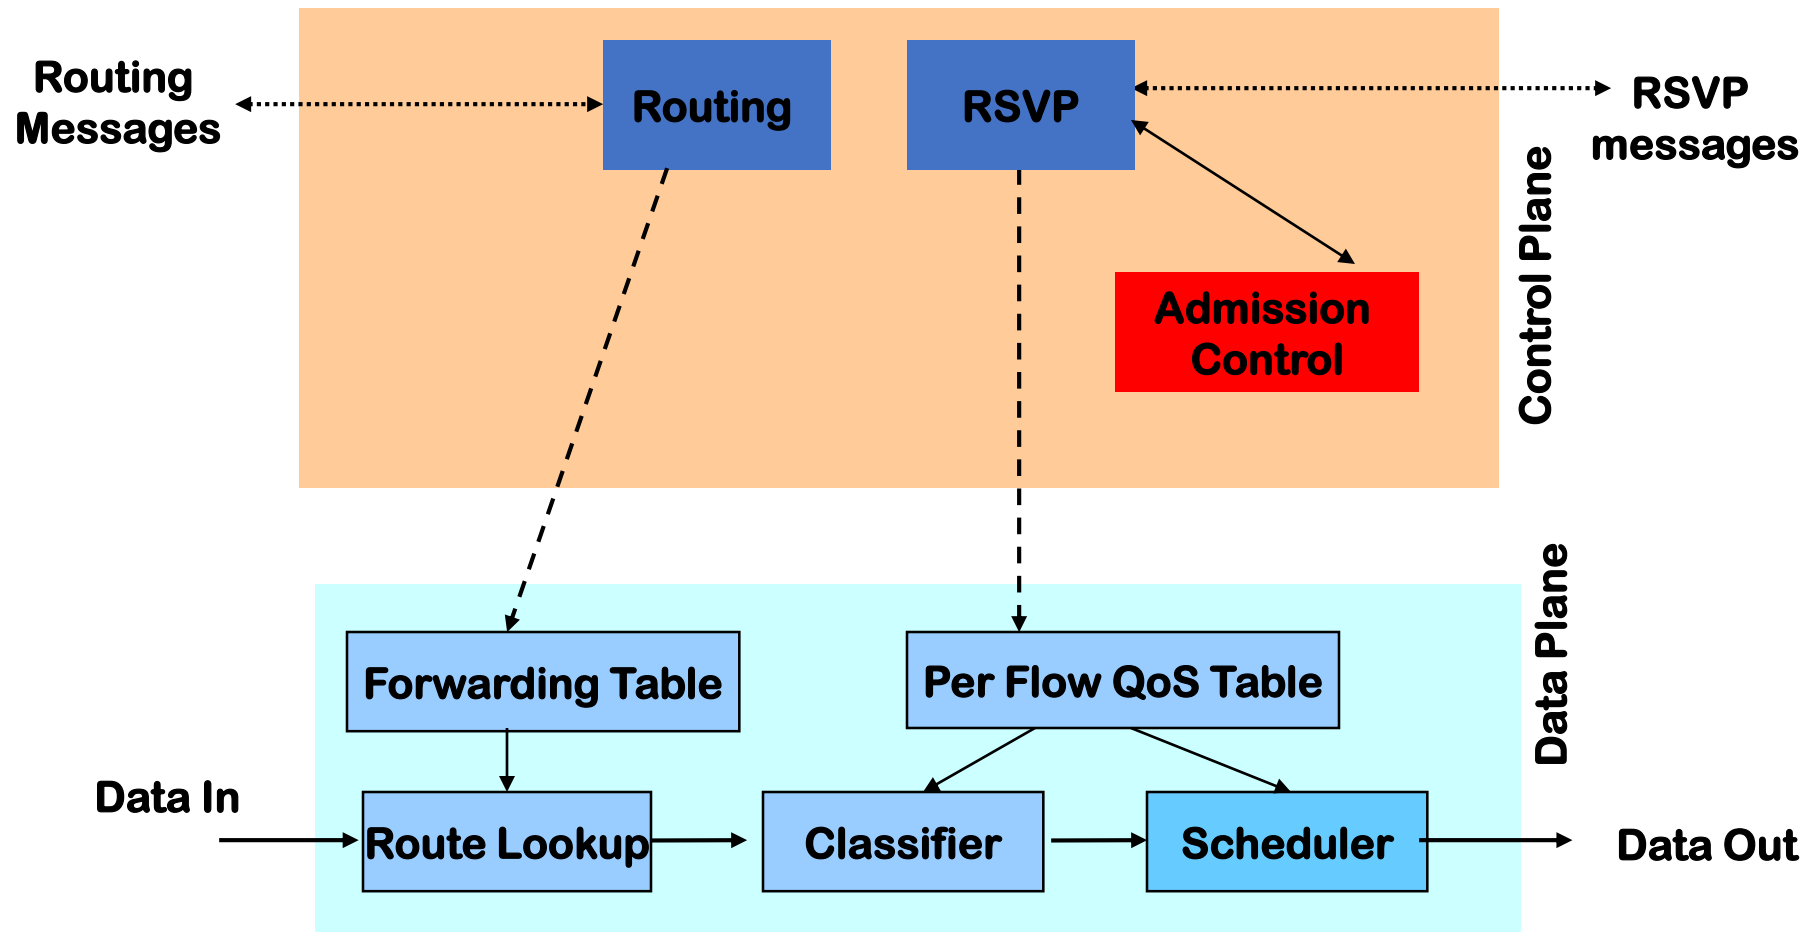 Routing
Messages
Routing
RSVP
RSVP
messages
Admission
Control
Control Plane
Data Plane
Forwarding Table
Per Flow QoS Table
Data In
Route Lookup
Classifier
Scheduler
Data Out